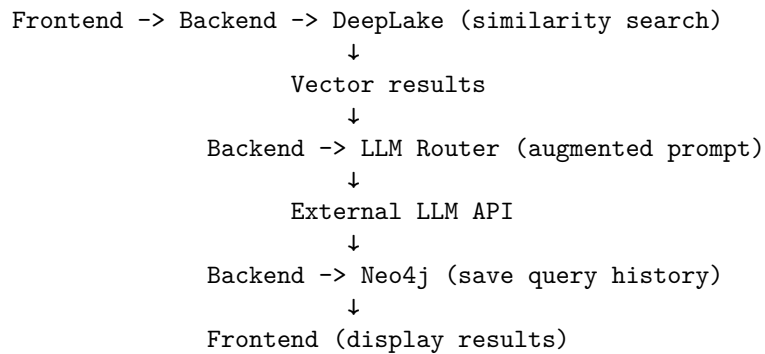 Frontend -> Backend -> DeepLake (similarity search)
↓
Vector results
↓
Backend -> LLM Router (augmented prompt)
↓
External LLM API
↓
Backend -> Neo4j (save query history)
↓
Frontend (display results)